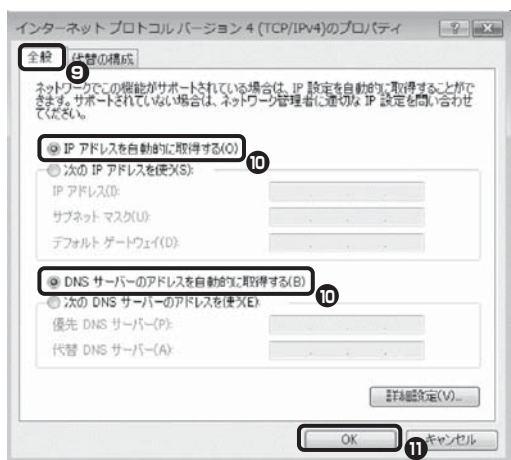 インターネット プロトコル バージョン 4 (TCP/IPv4)のプロパティ
全般 代替の構成
❾
ネットワークでこの機能がサポートされている場合は、IP 設定を自動的に取得することがで
きます。サポートされていない場合は、ネットワーク管理者に適切な IP 設定を問い合わせ
てください。
IP アドレスを自動的に取得する(O)
❿
次の IP アドレスを使う(S):
IP アドレス(I):
サブネット マスク(U):
デフォルト ゲートウェイ(D):
DNS サーバーのアドレスを自動的に取得する(B)
❿
次の DNS サーバーのアドレスを使う(E):
優先 DNS サーバー(P):
代替 DNS サーバー(A):
詳細設定(V)...
OK ⓫ キャンセル